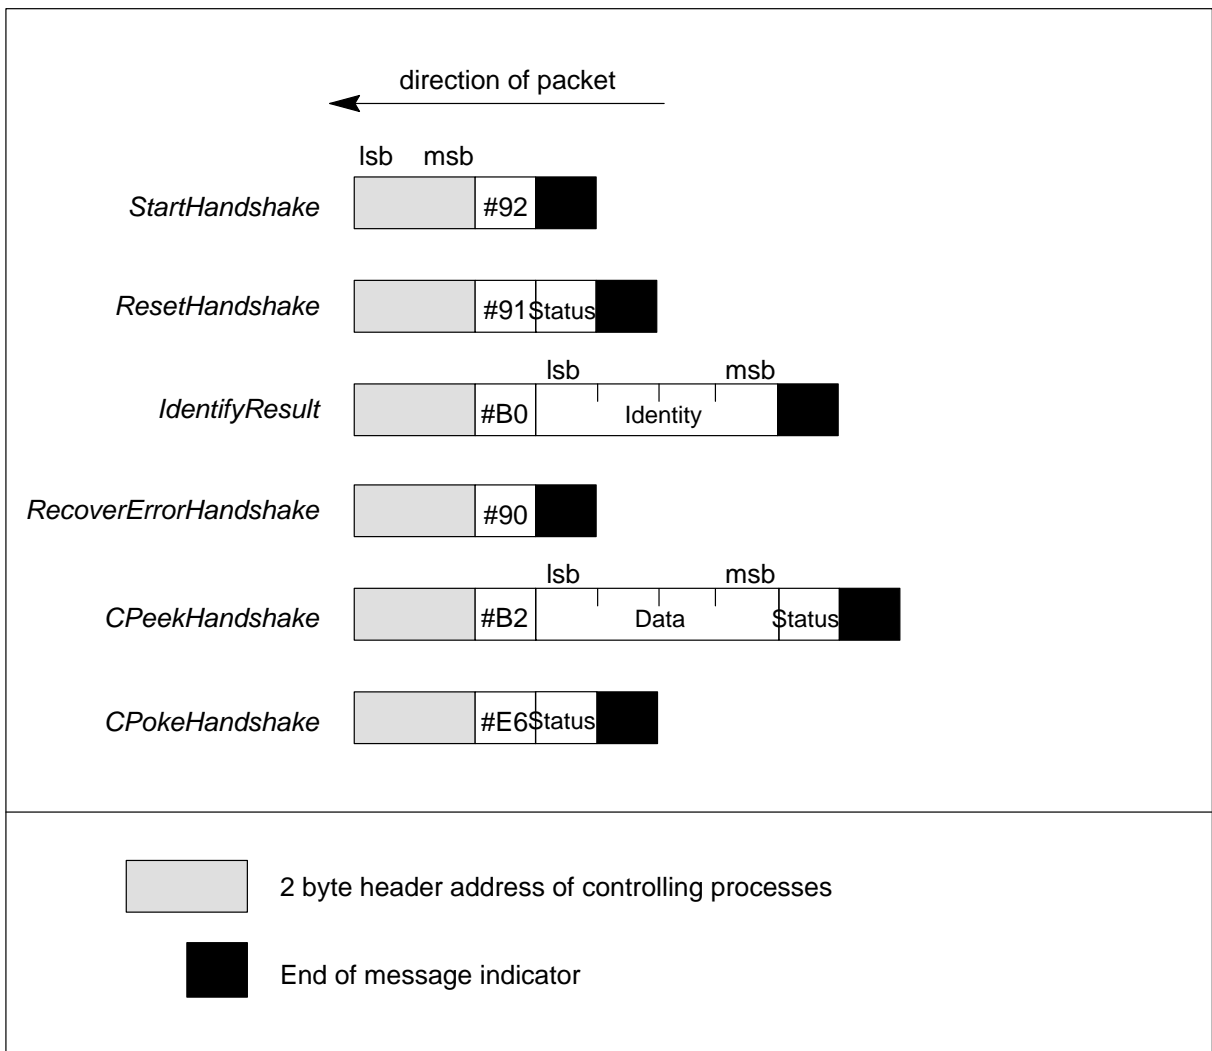 direction of packet
lsb msb
StartHandshake #92
ResetHandshake #91 Status
lsb msb
IdentifyResult #B0 Identity
RecoverErrorHandshake #90
lsb msb
CPeekHandshake #B2 Data Status
CPokeHandshake #E6 Status
2 byte header address of controlling processes
End of message indicator